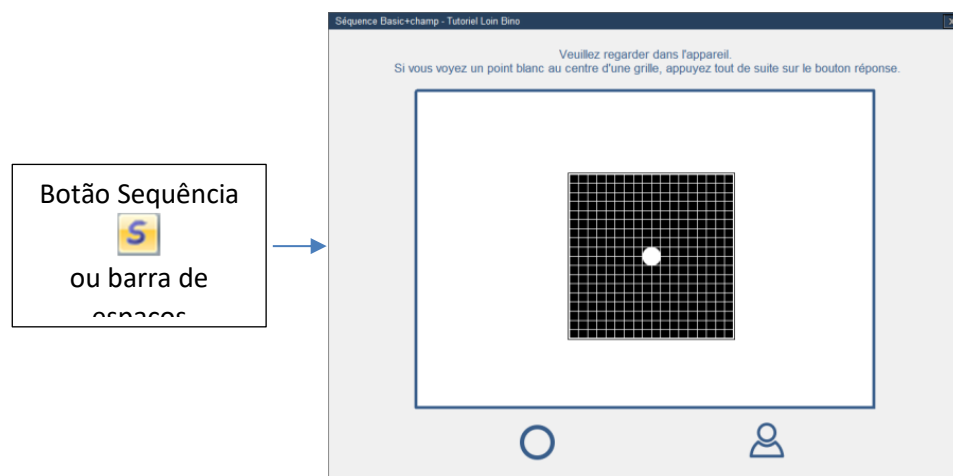 Séquence Basic+champ - Tutoriel Loin Bino
Veuillez regarder dans l'appareil.
Si vous voyez un point blanc au centre d'une grille, appuyez tout de suite sur le bouton réponse.
Botão Sequência
S
ou barra de
espaços